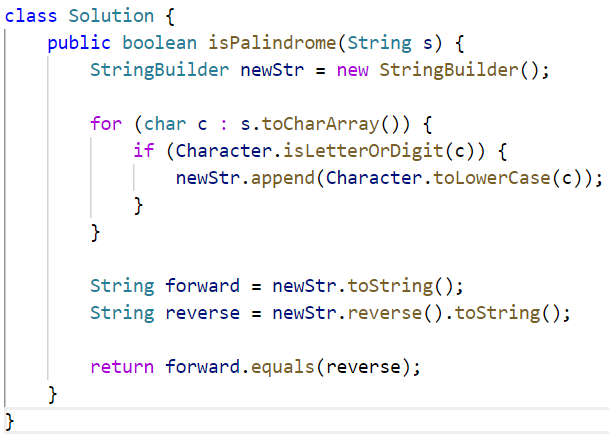 class Solution {
    public boolean isPalindrome(String s) {
        StringBuilder newStr = new StringBuilder();

        for (char c : s.toCharArray()) {
            if (Character.isLetterOrDigit(c)) {
                newStr.append(Character.toLowerCase(c));
            }
        }

        String forward = newStr.toString();
        String reverse = newStr.reverse().toString();

        return forward.equals(reverse);
    }
}